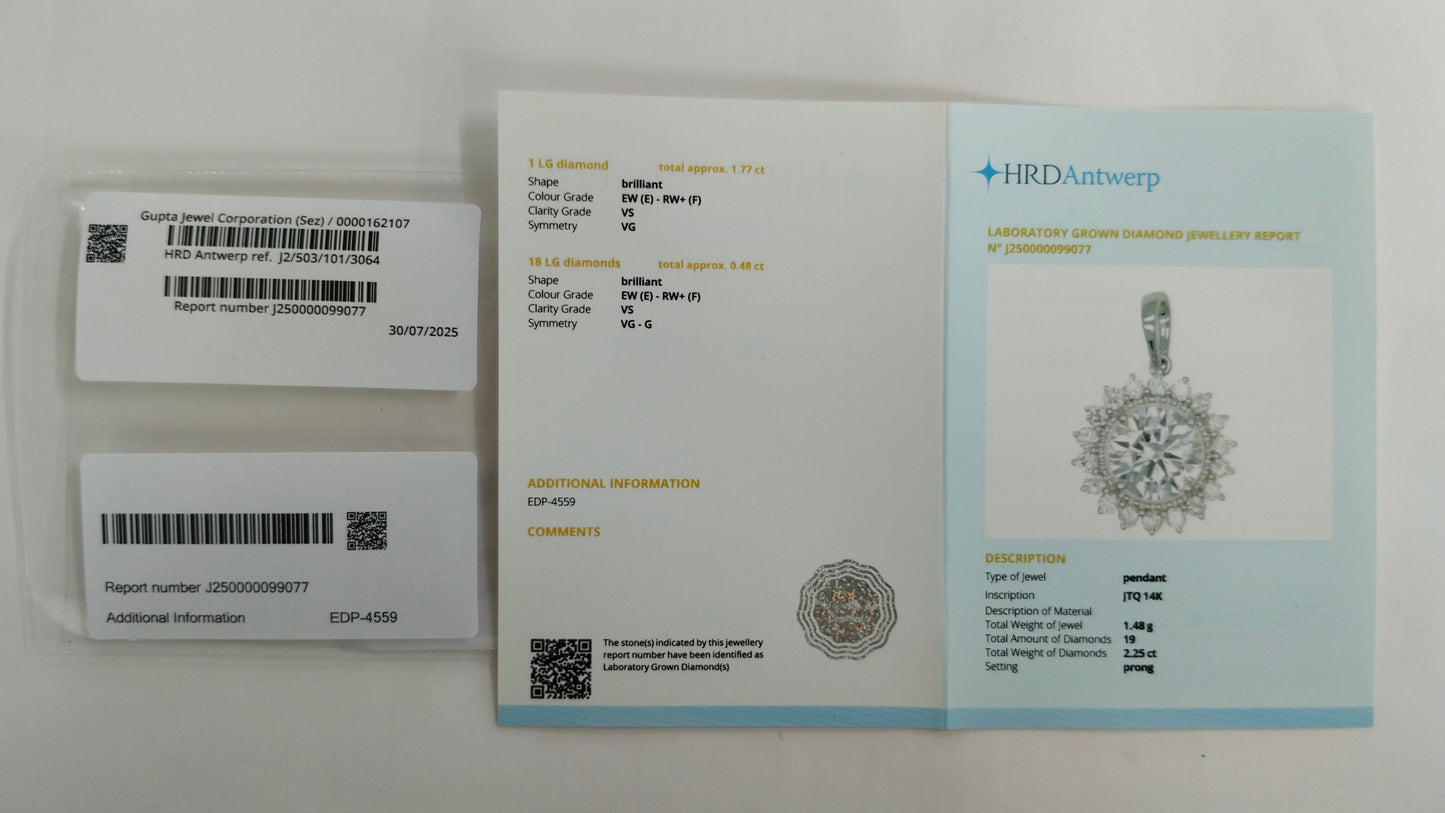 Gupta Jewel Corporation (Sez) / 0000162107
HRD Antwerp ref. J2/503/101/3064
Report number J250000099077
30/07/2025
Report number J250000099077
Additional Information EDP-4559
1 LG diamond total approx. 1.77 ct
Shape brilliant
Colour Grade EW (E) - RW+ (F)
Clarity Grade VS
Symmetry VG
18 LG diamonds total approx. 0.48 ct
Shape brilliant
Colour Grade EW (E) - RW+ (F)
Clarity Grade VS
Symmetry VG - G
ADDITIONAL INFORMATION
EDP-4559
COMMENTS
The stone(s) indicated by this jewellery
report number have been identified as
Laboratory Grown Diamond(s)
HRDAntwerp
LABORATORY GROWN DIAMOND JEWELLERY REPORT
N° J250000099077
DESCRIPTION
Type of Jewel pendant
Inscription JTQ 14K
Description of Material
Total Weight of Jewel 1.48 g
Total Amount of Diamonds 19
Total Weight of Diamonds 2.25 ct
Setting prong